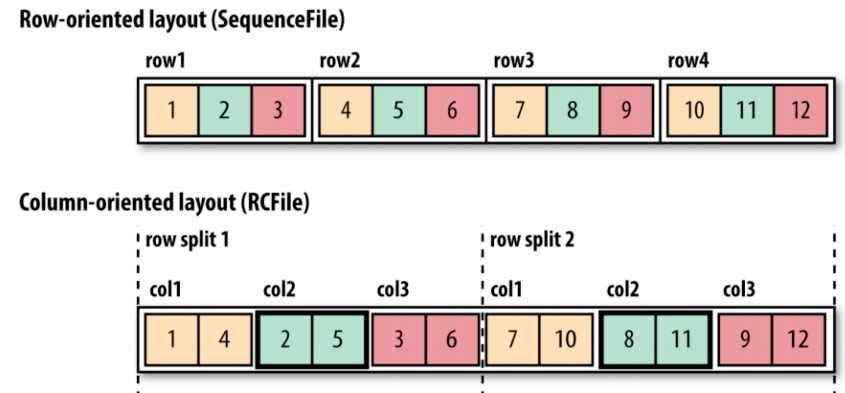 Row-oriented layout (SequenceFile)
row1 row2 row3 row4
1 2 3 4 5 6 7 8 9 10 11 12
Column-oriented layout (RCFile)
row split 1 row split 2
col1 col2 col3 col1 col2 col3
1 4 2 5 3 6 7 10 8 11 9 12